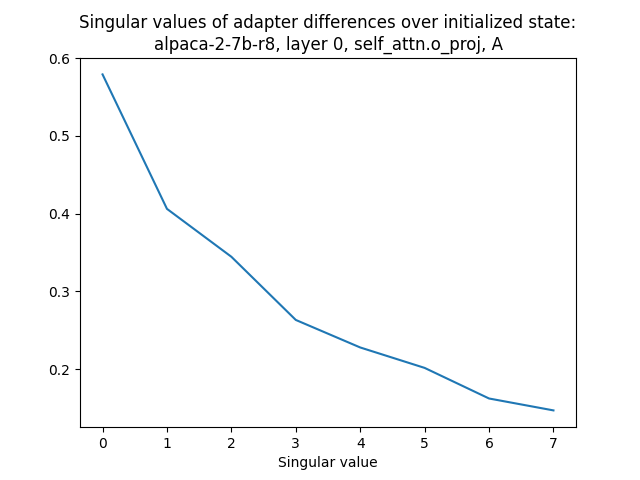 Singular values of adapter differences over initialized state:
alpaca-2-7b-r8, layer 0, self_attn.o_proj, A
0.6
0.5
0.4
0.3
0.2
0 1 2 3 4 5 6 7
Singular value